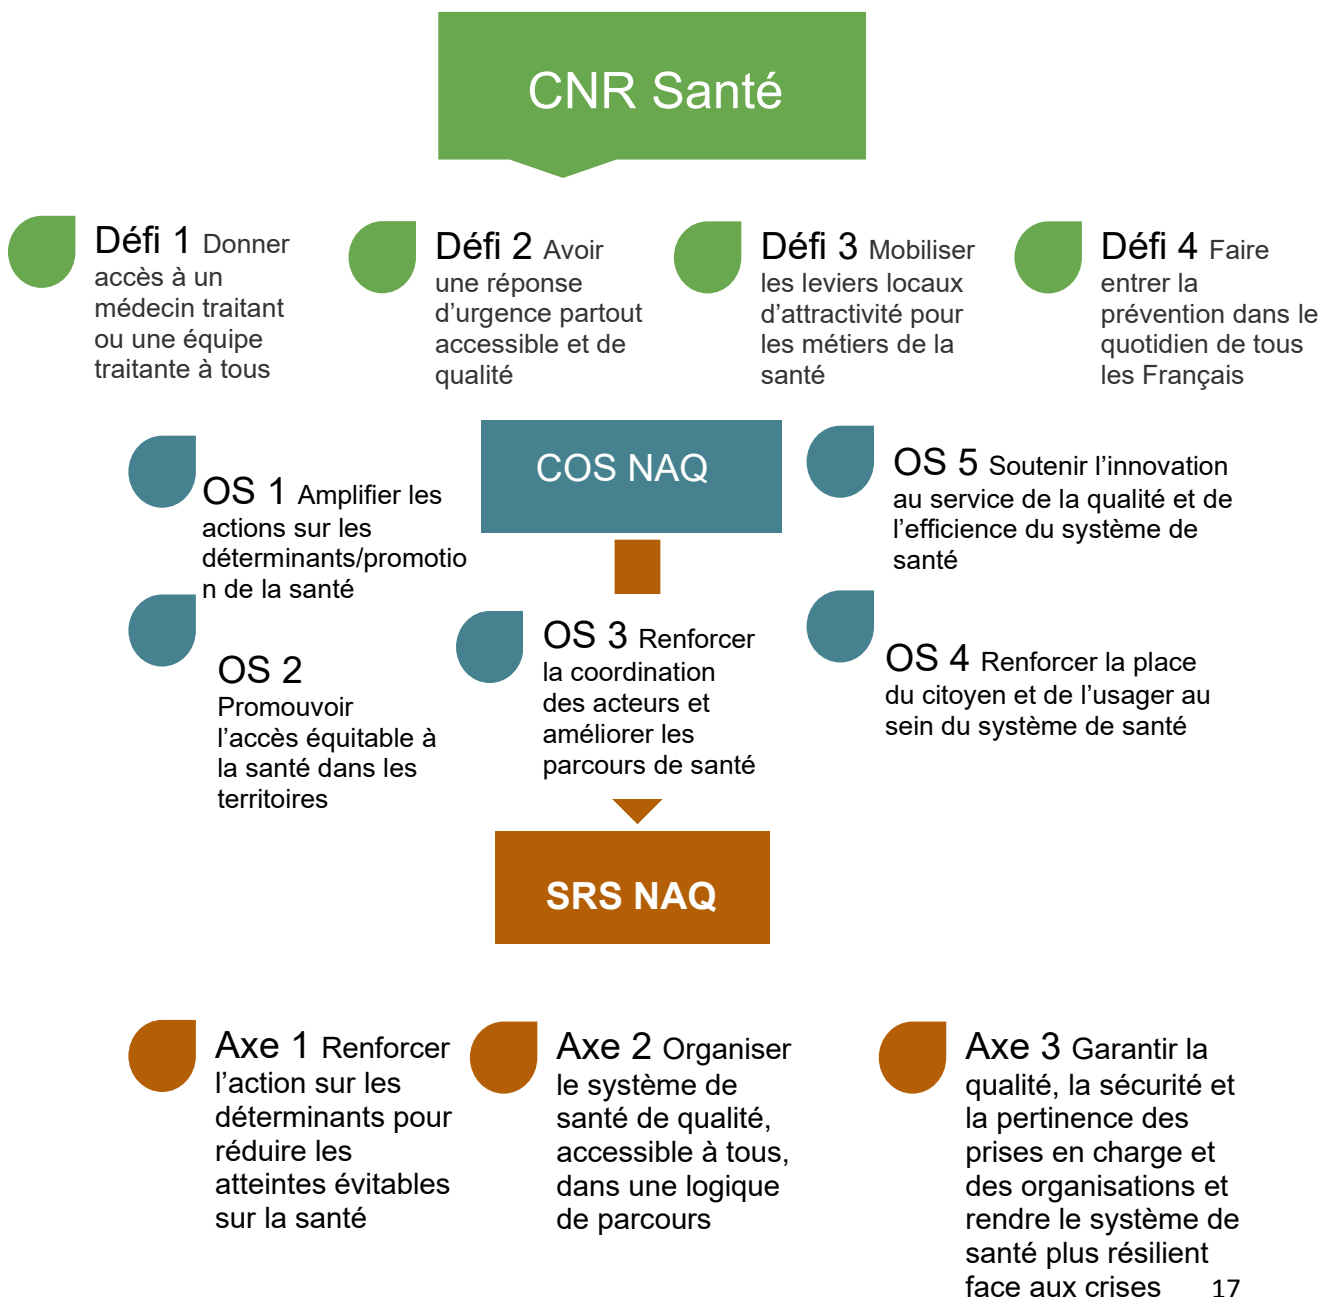 CNR Santé
Défi 1 Donner
accès à un
médecin traitant
ou une équipe
traitante à tous
Défi 2 Avoir
une réponse
d’urgence partout
accessible et de
qualité
Défi 3 Mobiliser
les leviers locaux
d’attractivité pour
les métiers de la
santé
Défi 4 Faire
entrer la
prévention dans le
quotidien de tous
les Français
COS NAQ
OS 1 Amplifier les
actions sur les
déterminants/promotio
n de la santé
OS 5 Soutenir l’innovation
au service de la qualité et de
l’efficience du système de
santé
OS 2
Promouvoir
l’accès équitable à
la santé dans les
territoires
OS 3 Renforcer
la coordination
des acteurs et
améliorer les
parcours de santé
OS 4 Renforcer la place
du citoyen et de l’usager au
sein du système de santé
SRS NAQ
Axe 1 Renforcer
l’action sur les
déterminants pour
réduire les
atteintes évitables
sur la santé
Axe 2 Organiser
le système de
santé de qualité,
accessible à tous,
dans une logique
de parcours
Axe 3 Garantir la
qualité, la sécurité et
la pertinence des
prises en charge et
des organisations et
rendre le système de
santé plus résilient
face aux crises
17